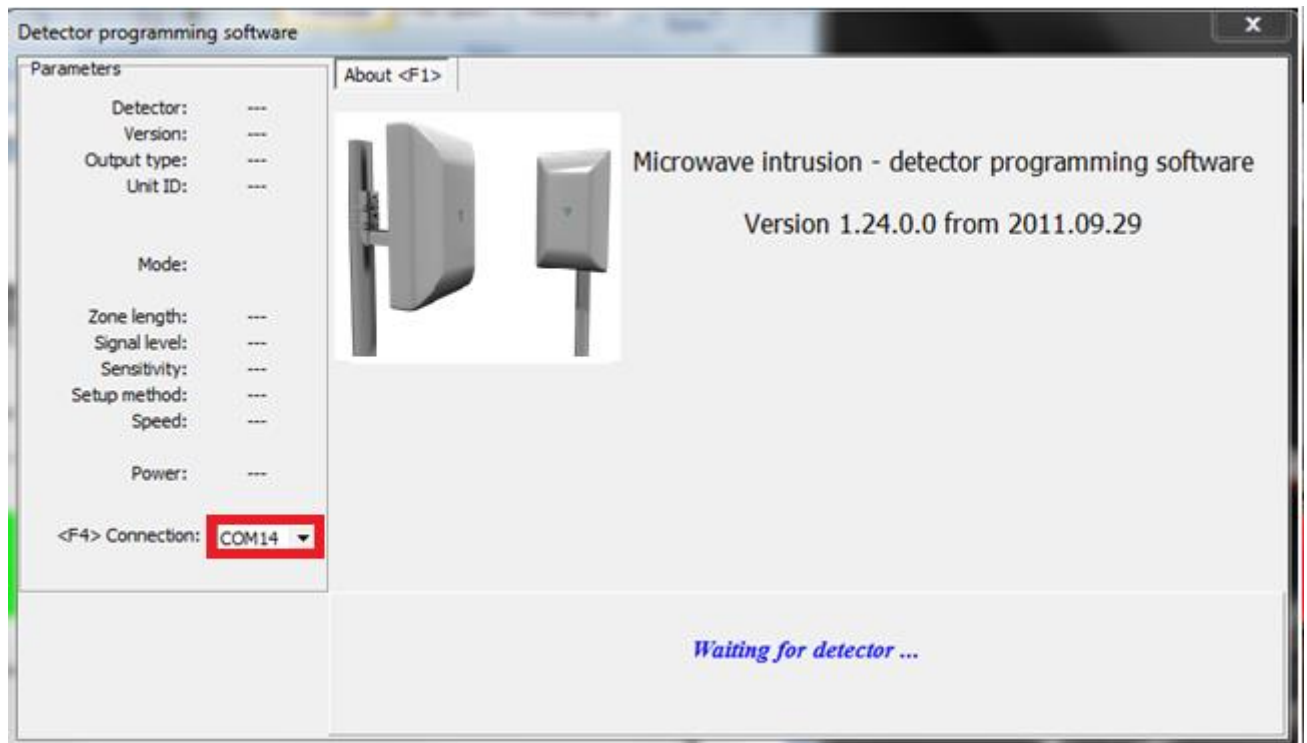 Detector programming software
x
Parameters
Detector: ---
Version: ---
Output type: ---
Unit ID: ---
Mode:
Zone length: ---
Signal level: ---
Sensitivity: ---
Setup method: ---
Speed: ---
Power: ---
<F4> Connection: COM14
About <F1>
Microwave intrusion - detector programming software
Version 1.24.0.0 from 2011.09.29
Waiting for detector ...